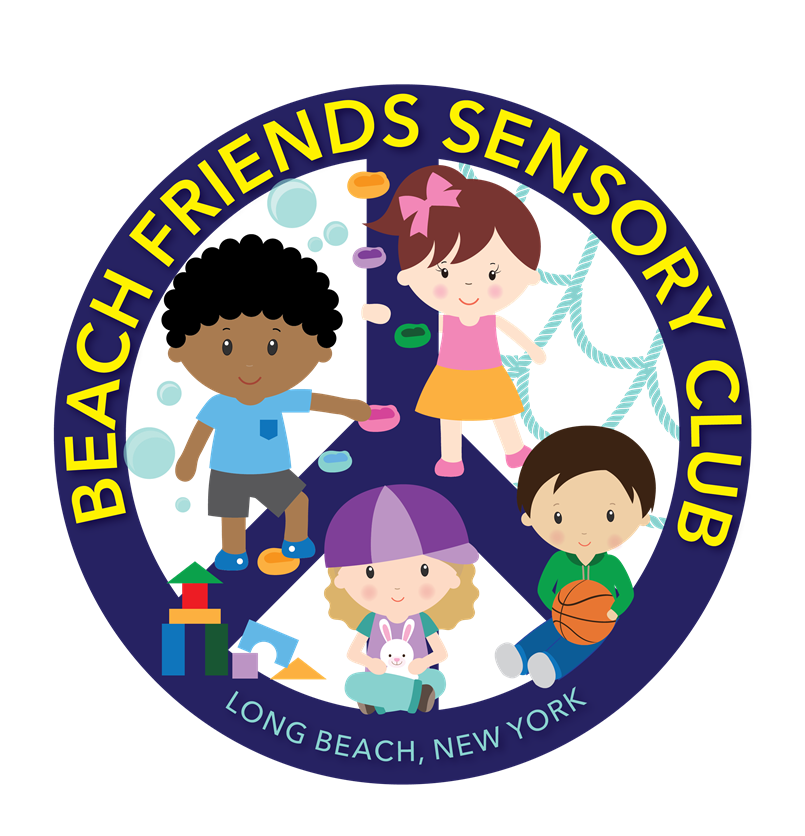 BEACH FRIENDS SENSORY CLUB
LONG BEACH, NEW YORK